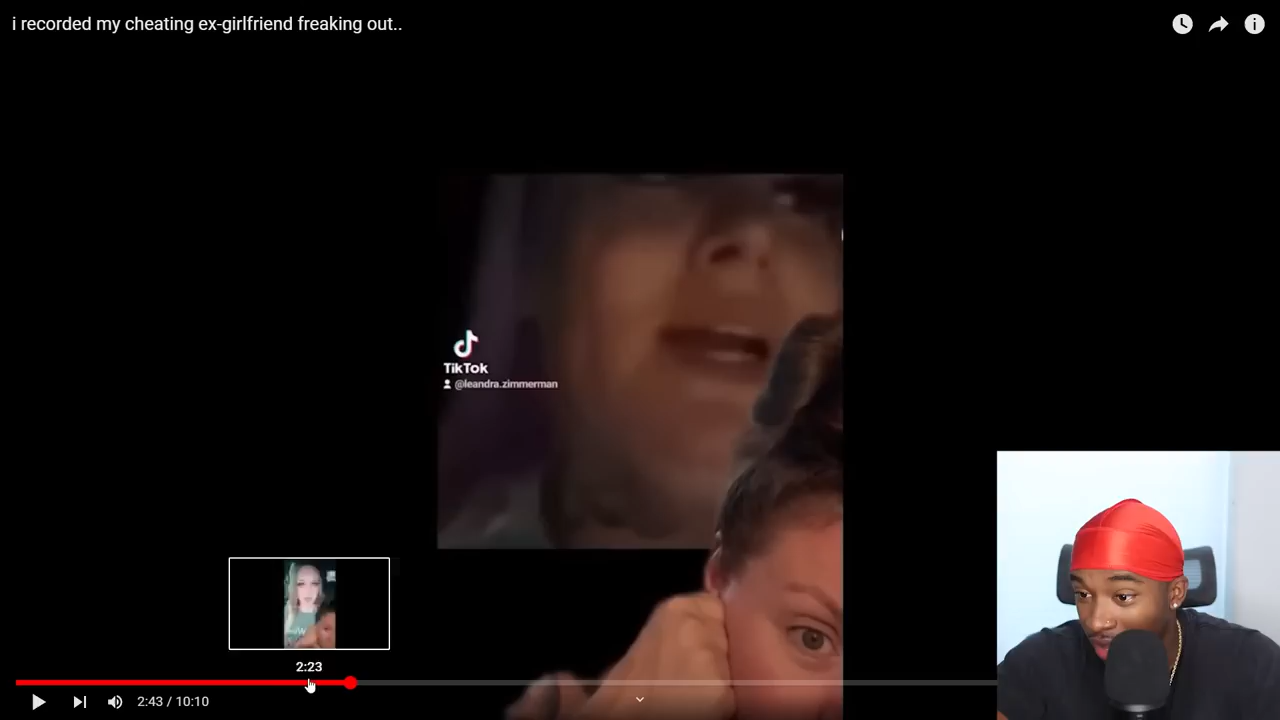 i recorded my cheating ex-girlfriend freaking out..
TikTok
@leandra.zimmerman
2:23
2:43 / 10:10